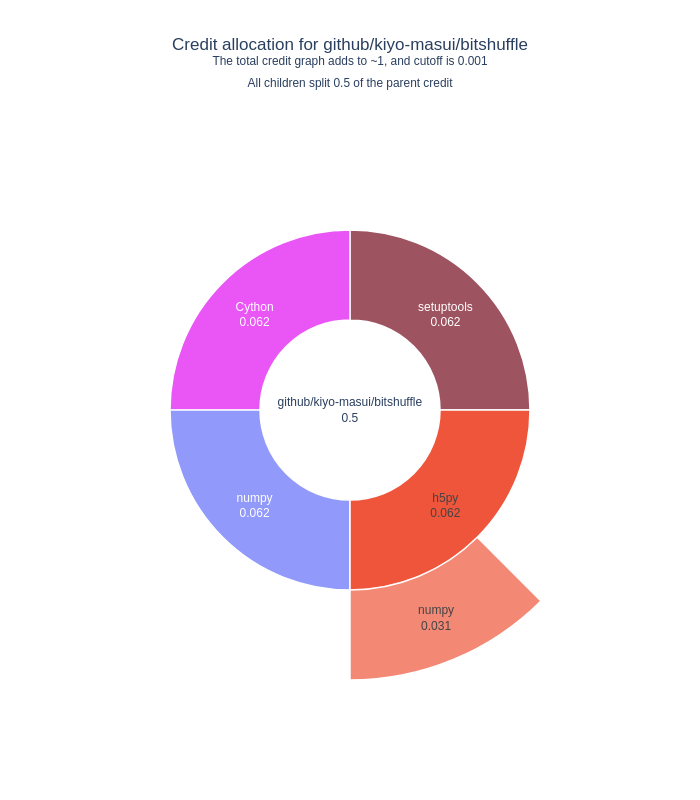 Credit allocation for github/kiyo-masui/bitshuffle
The total credit graph adds to ~1, and cutoff is 0.001
All children split 0.5 of the parent credit
Cython
0.062
setuptools
0.062
github/kiyo-masui/bitshuffle
0.5
numpy
0.062
h5py
0.062
numpy
0.031